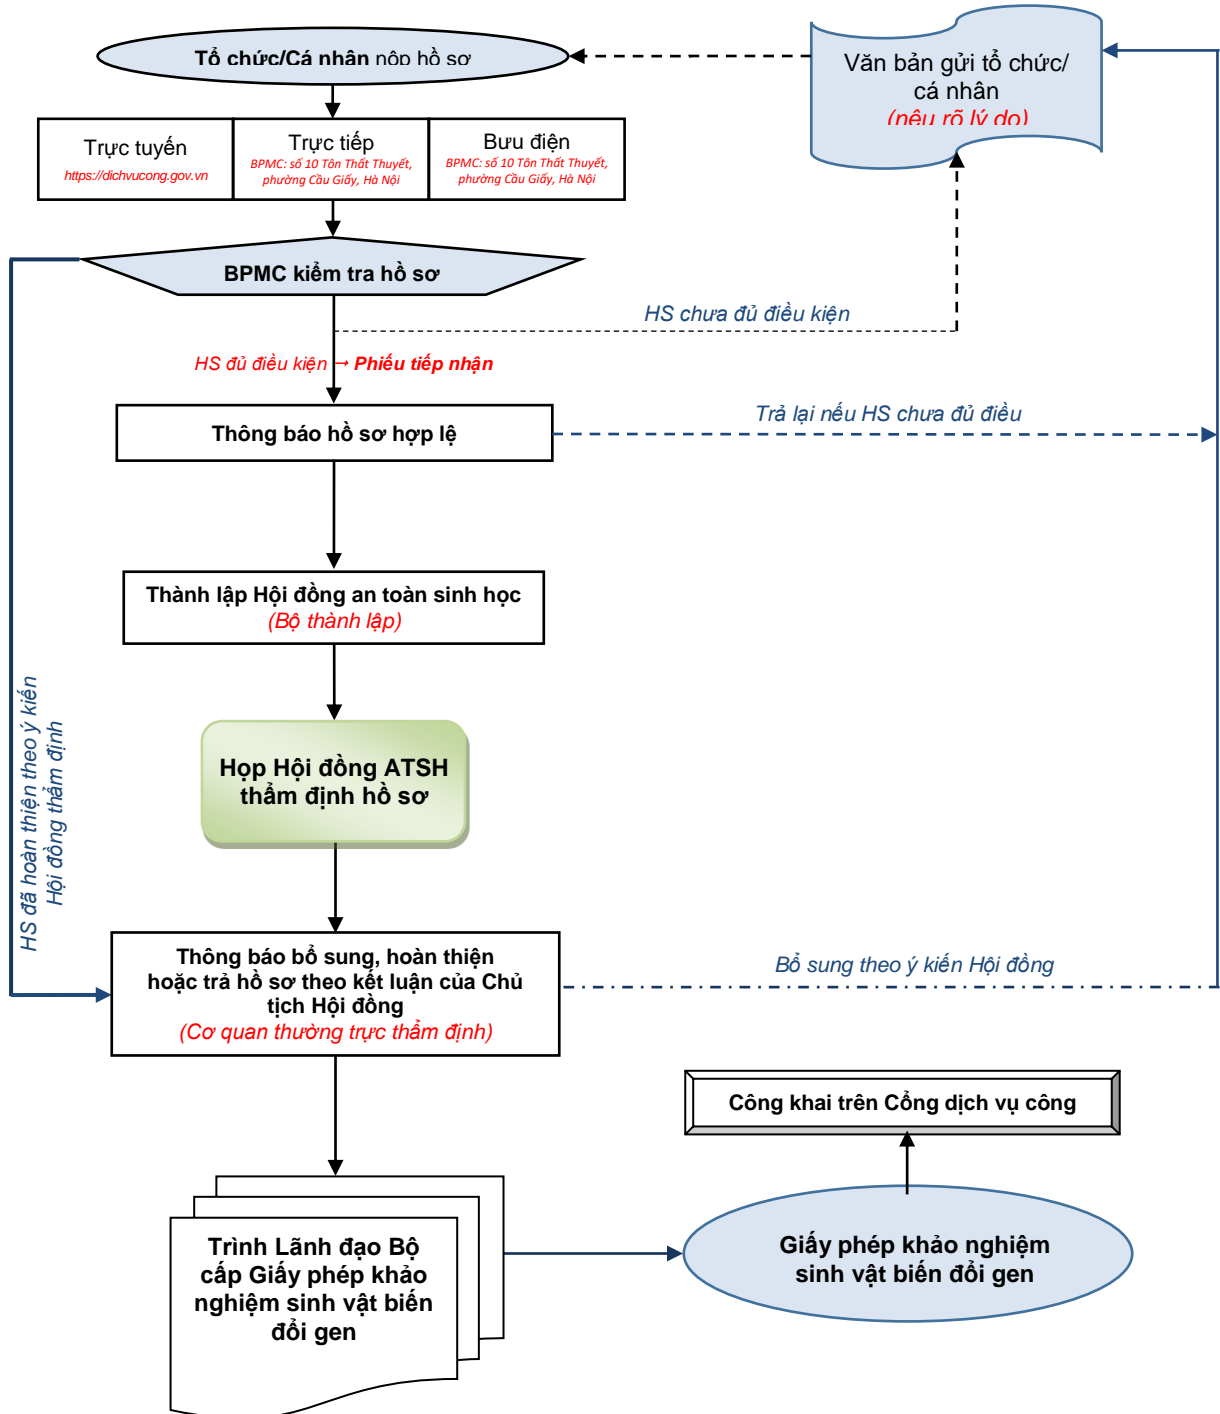 Tổ chức/Cá nhân nộp hồ sơ
Văn bản gửi tổ chức/
cá nhân
(nêu rõ lý do)
Trực tuyến
https://dichvucong.gov.vn
Trực tiếp
BPMC: số 10 Tôn Thất Thuyết,
phường Cầu Giấy, Hà Nội
Bưu điện
BPMC: số 10 Tôn Thất Thuyết,
phường Cầu Giấy, Hà Nội
BPMC kiểm tra hồ sơ
HS chưa đủ điều kiện
HS đủ điều kiện → Phiếu tiếp nhận
Thông báo hồ sơ hợp lệ
Trả lại nếu HS chưa đủ điều
Thành lập Hội đồng an toàn sinh học
(Bộ thành lập)
HS đã hoàn thiện theo ý kiến
Hội đồng thẩm định
Họp Hội đồng ATSH
thẩm định hồ sơ
Thông báo bổ sung, hoàn thiện
hoặc trả hồ sơ theo kết luận của Chủ
tịch Hội đồng
(Cơ quan thường trực thẩm định)
Bổ sung theo ý kiến Hội đồng
Công khai trên Cổng dịch vụ công
Trình Lãnh đạo Bộ
cấp Giấy phép khảo
nghiệm sinh vật biến
đổi gen
Giấy phép khảo nghiệm
sinh vật biến đổi gen